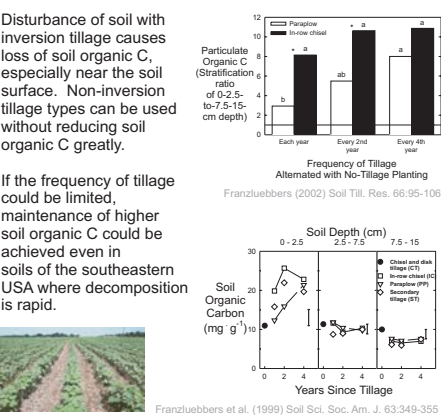 Disturbance of soil with
inversion tillage causes
loss of soil organic C,
especially near the soil
surface. Non-inversion
tillage types can be used
without reducing soil
organic C greatly.
If the frequency of tillage
could be limited,
maintenance of higher
soil organic C could be
achieved even in
soils of the southeastern
USA where decomposition
is rapid.
Particulate
Organic C
(Stratification
ratio
of 0-2.5-
to-7.5-15-
cm depth)
12
10
8
6
4
2
0
Paraplow
In-row chisel
b
* a
ab
* a
a
a
Each year
Every 2nd
year
Every 4th
year
Frequency of Tillage
Alternated with No-Tillage Planting
Franzluebbers (2002) Soil Till. Res. 66:95-106
Soil Depth (cm)
0 - 2.5 2.5 - 7.5 7.5 - 15
Soil
Organic
Carbon
(mg · g-1)
30
20
10
0
Chisel and disk
tillage (CT)
In-row chisel (IC
Paraplow (PP)
Secondary
tillage (ST)
0 2 4 0 2 4 0 2 4
Years Since Tillage
Franzluebbers et al. (1999) Soil Sci. Soc. Am. J. 63:349-355